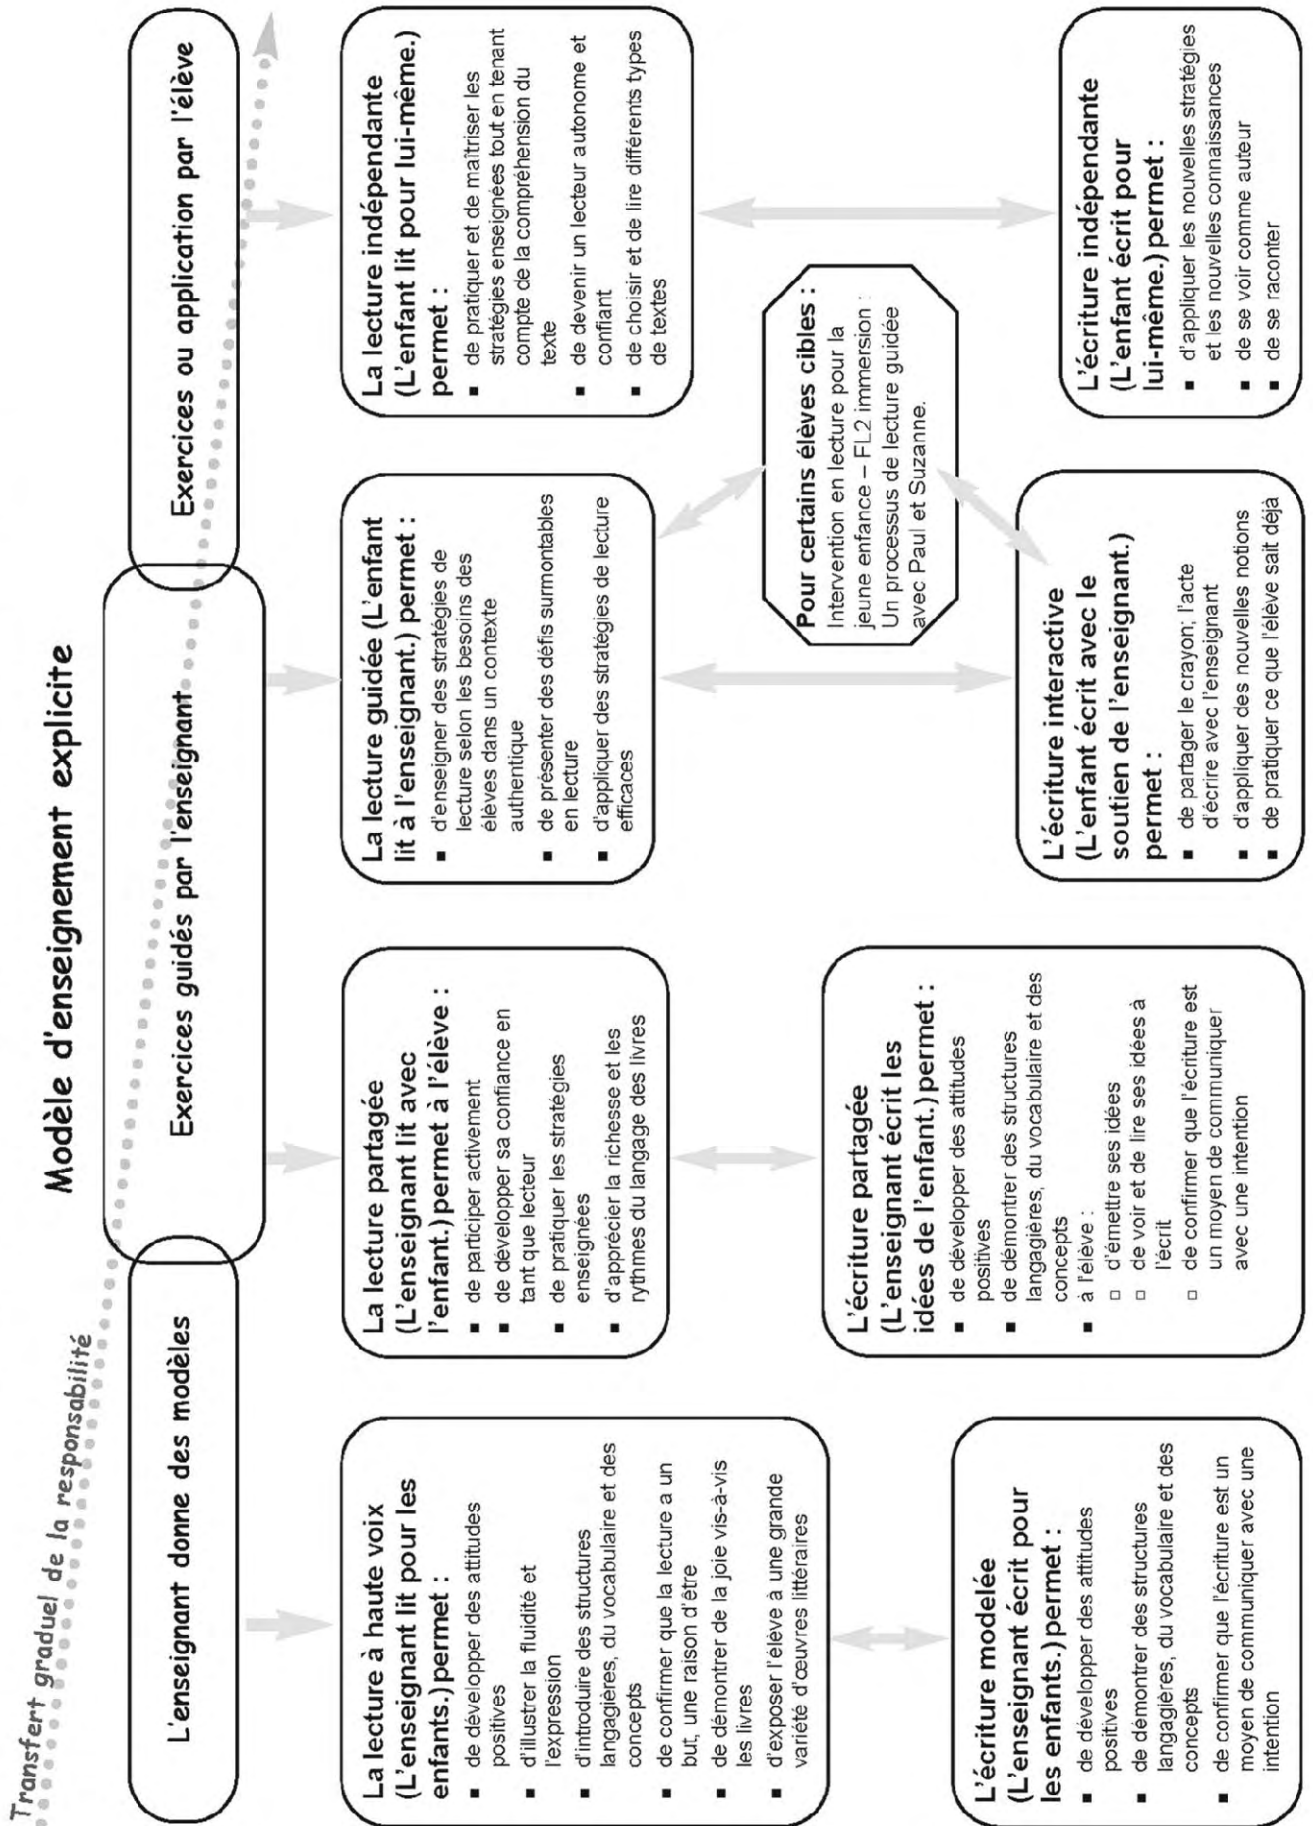 Modèle d'enseignement explicite
Transfert graduel de la responsabilité
L'enseignant donne des modèles
Exercices guidés par l'enseignant
Exercices ou application par l'élève
La lecture à haute voix
(L'enseignant lit pour les
enfants.) permet :
■ de développer des attitudes
positives
■ d'illustrer la fluidité et
l'expression
■ d'introduire des structures
langagières, du vocabulaire et des
concepts
■ de confirmer que la lecture a un
but, une raison d'être
■ de démontrer de la joie vis-à-vis
les livres
■ d'exposer l'élève à une grande
variété d'œuvres littéraires
La lecture partagée
(L'enseignant lit avec
l'enfant.) permet à l'élève :
■ de participer activement
■ de développer sa confiance en
tant que lecteur
■ de pratiquer les stratégies
enseignées
■ d'apprécier la richesse et les
rythmes du langage des livres
La lecture guidée (L'enfant
lit à l'enseignant.) permet :
■ d'enseigner des stratégies de
lecture selon les besoins des
élèves dans un contexte
authentique
■ de présenter des défis surmontables
en lecture
■ d'appliquer des stratégies de lecture
efficaces
La lecture indépendante
(L'enfant lit pour lui-même.)
permet :
■ de pratiquer et de maîtriser les
stratégies enseignées tout en tenant
compte de la compréhension du
texte
■ de devenir un lecteur autonome et
confiant
■ de choisir et de lire différents types
de textes
Pour certains élèves cibles :
Intervention en lecture pour la
jeune enfance – FL2 immersion :
Un processus de lecture guidée
avec Paul et Suzanne.
L'écriture modelée
(L'enseignant écrit pour
les enfants.) permet :
■ de développer des attitudes
positives
■ de démontrer des structures
langagières, du vocabulaire et des
concepts
■ de confirmer que l'écriture est un
moyen de communiquer avec une
intention
L'écriture partagée
(L'enseignant écrit les
idées de l'enfant.) permet :
■ de développer des attitudes
positives
■ de démontrer des structures
langagières, du vocabulaire et des
concepts
■ à l'élève :
□ d'émettre ses idées
□ de voir et de lire ses idées à
l'écrit
□ de confirmer que l'écriture est
un moyen de communiquer
avec une intention
L'écriture interactive
(L'enfant écrit avec le
soutien de l'enseignant.)
permet :
■ de partager le crayon; l'acte
d'écrire avec l'enseignant
■ d'appliquer des nouvelles notions
■ de pratiquer ce que l'élève sait déjà
L'écriture indépendante
(L'enfant écrit pour
lui-même.) permet :
■ d'appliquer les nouvelles stratégies
et les nouvelles connaissances
■ de se voir comme auteur
■ de se raconter